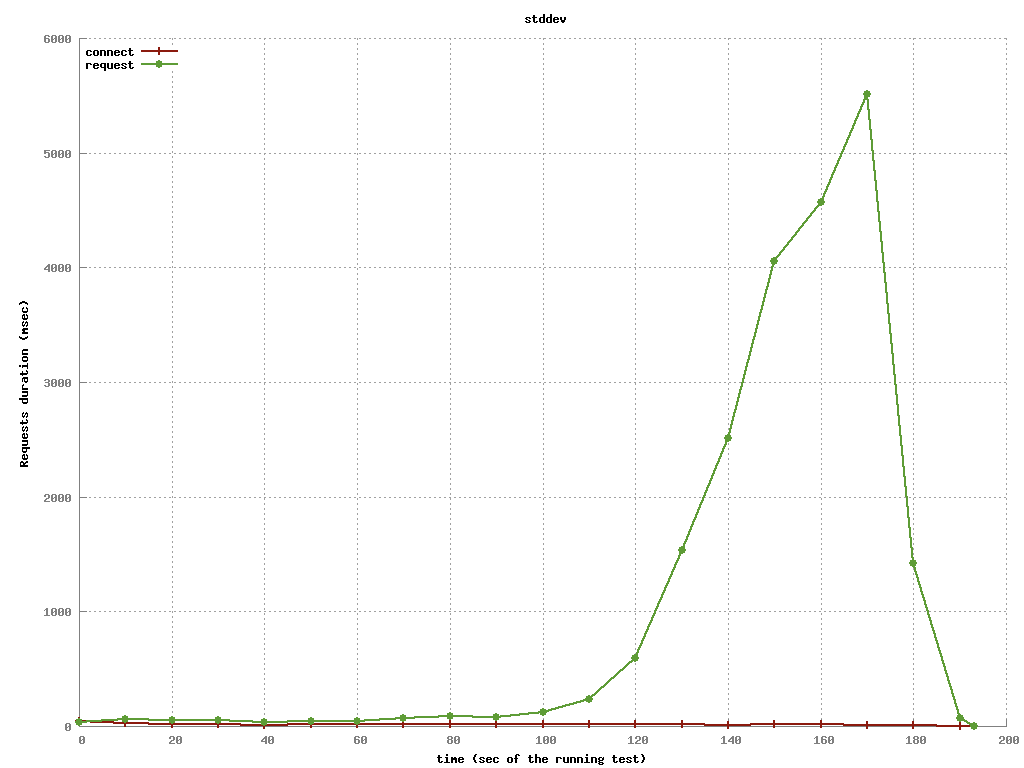 stddev
6000
connect
request
5000
4000
3000
2000
1000
0
Requests duration (msec)
0 20 40 60 80 100 120 140 160 180 200
time (sec of the running test)